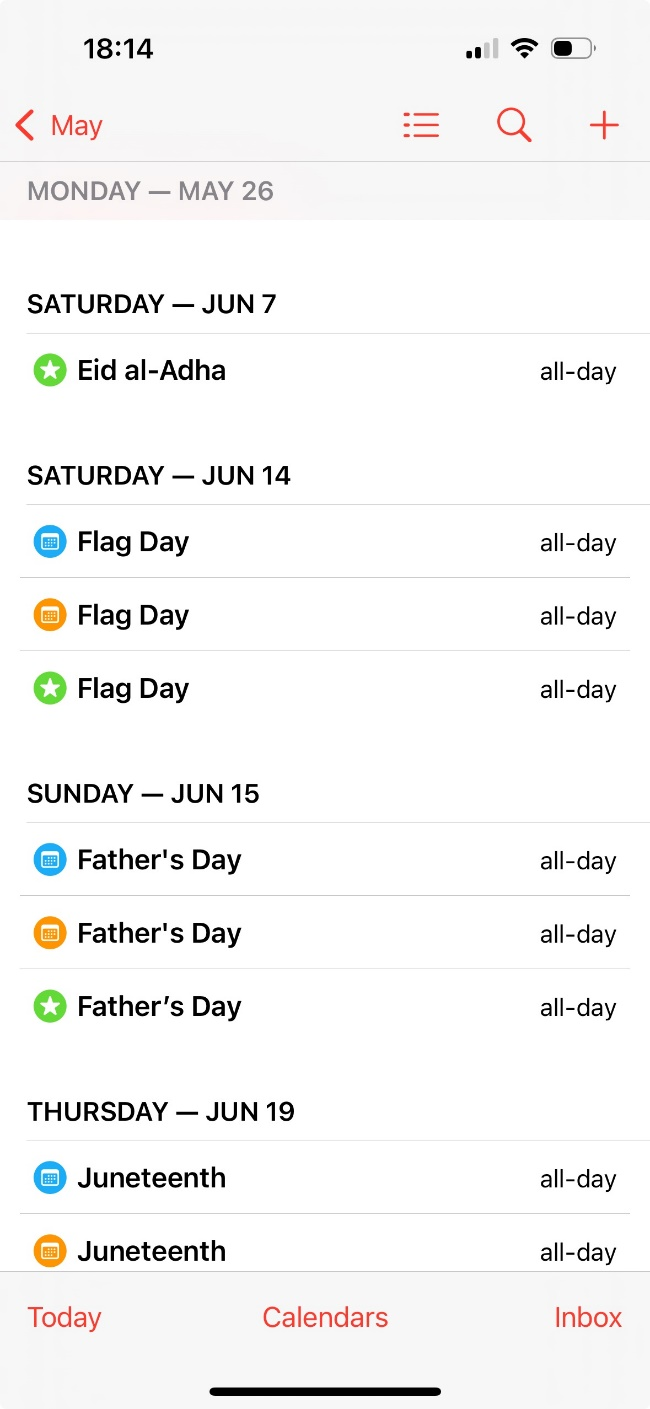 18:14
May
MONDAY — MAY 26
SATURDAY — JUN 7
Eid al-Adha all-day
SATURDAY — JUN 14
Flag Day all-day
Flag Day all-day
Flag Day all-day
SUNDAY — JUN 15
Father's Day all-day
Father's Day all-day
Father’s Day all-day
THURSDAY — JUN 19
Juneteenth all-day
Juneteenth all-day
Today Calendars Inbox